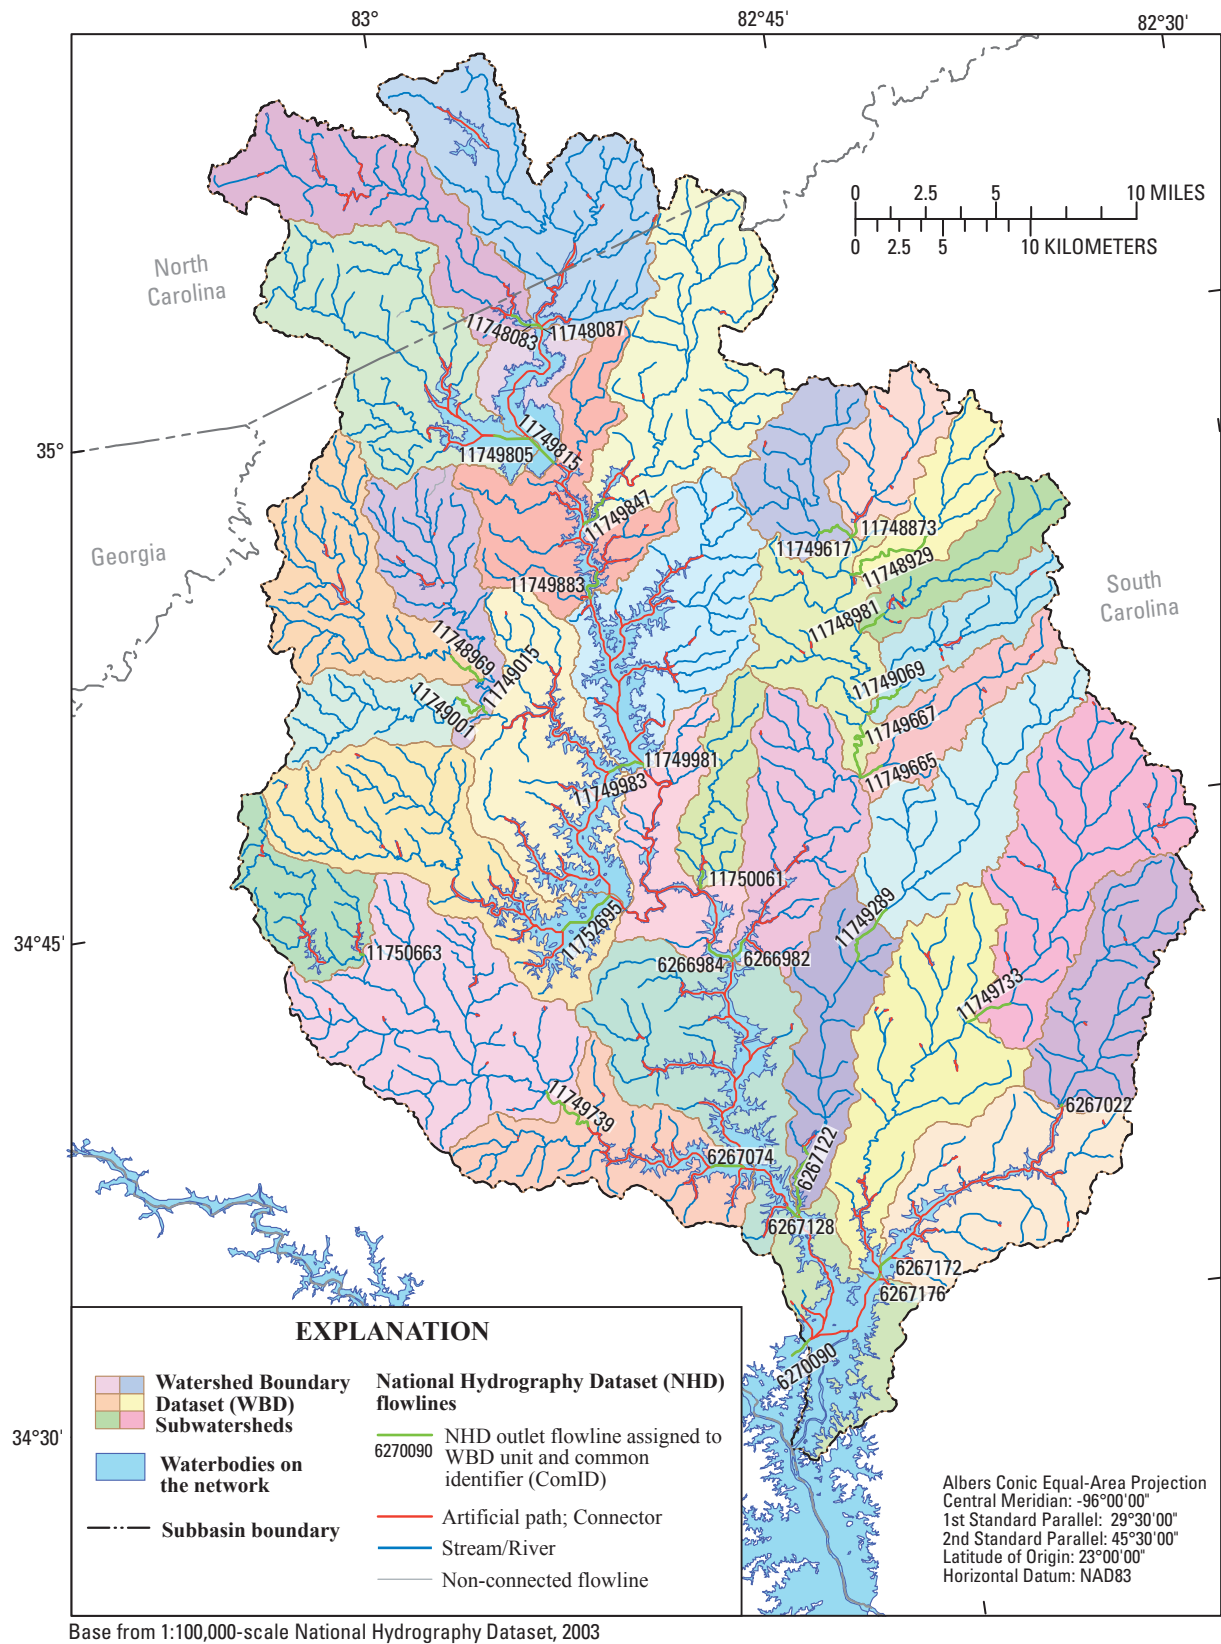 83°
82°45'
82°30'
0 2.5 5 10 MILES
0 2.5 5 10 KILOMETERS
North
Carolina
11748083
11748087
11749815
35°
11749805
11749847
11748873
11749617
Georgia
11748929
11749883
South
Carolina
11748981
11748969
11749015
11749069
11749001
11749667
11749981
11749665
11749983
11750061
11749289
11752695
34°45'
11750663
6266984
6266982
11749733
11749739
6267022
6267122
6267074
6267128
6267172
6267176
6270090
EXPLANATION
Watershed Boundary
Dataset (WBD)
Subwatersheds
Waterbodies on
the network
Subbasin boundary
National Hydrography Dataset (NHD)
flowlines
6270090
NHD outlet flowline assigned to
WBD unit and common
identifier (ComID)
Artificial path; Connector
Stream/River
Non-connected flowline
34°30'
Albers Conic Equal-Area Projection
Central Meridian: -96°00'00"
1st Standard Parallel: 29°30'00"
2nd Standard Parallel: 45°30'00"
Latitude of Origin: 23°00'00"
Horizontal Datum: NAD83
Base from 1:100,000-scale National Hydrography Dataset, 2003